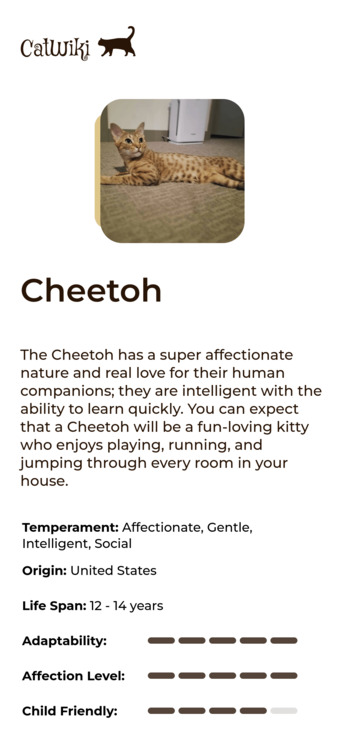 CatWiki
Cheetoh
The Cheetoh has a super affectionate
nature and real love for their human
companions; they are intelligent with the
ability to learn quickly. You can expect
that a Cheetoh will be a fun-loving kitty
who enjoys playing, running, and
jumping through every room in your
house.
Temperament: Affectionate, Gentle,
Intelligent, Social
Origin: United States
Life Span: 12 - 14 years
Adaptability:
Affection Level:
Child Friendly: